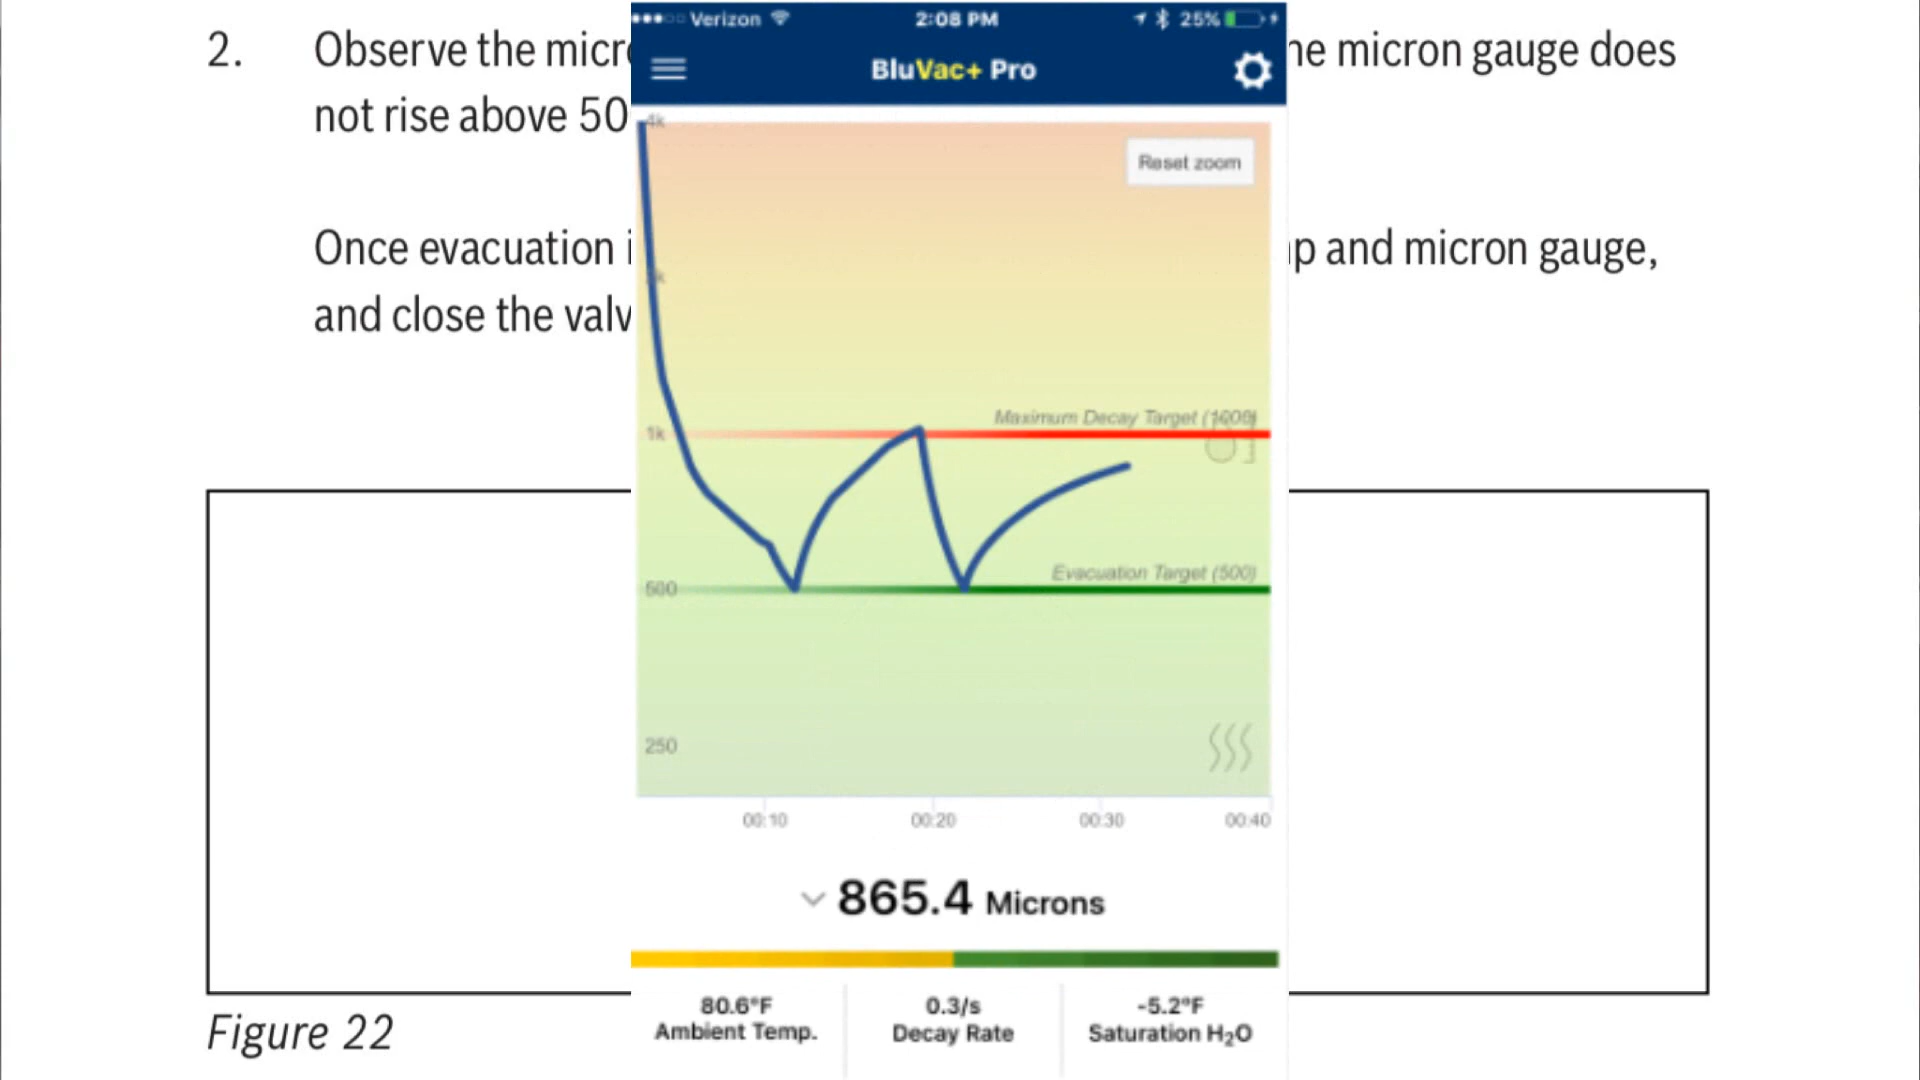 2. Observe the micr
he micron gauge does
not rise above 50
Once evacuation i
p and micron gauge,
and close the valv
Figure 22
Verizon
2:08 PM
25%
BluVac+ Pro
4k
Reset zoom
Maximum Decay Target (1000)
1k
Evacuation Target (500)
500
250
00:10 00:20 00:30 00:40
865.4 Microns
80.6°F 0.3/s -5.2°F
Ambient Temp. Decay Rate Saturation H₂O